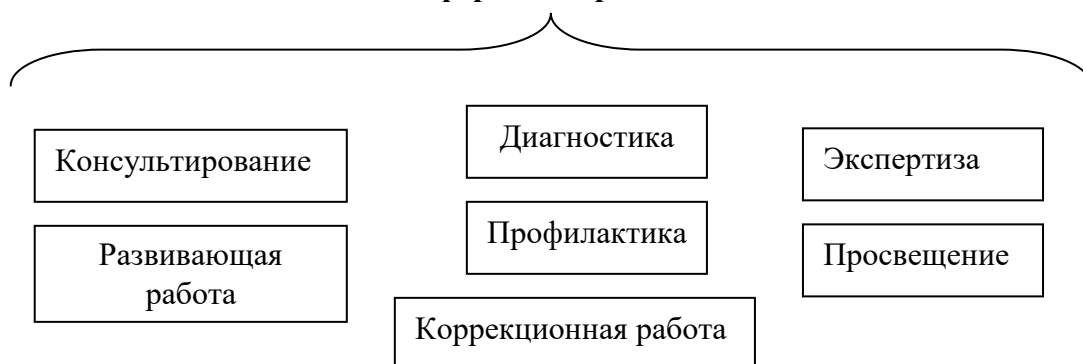 Консультирование
Диагностика
Экспертиза
Развивающая
работа
Профилактика
Просвещение
Коррекционная работа